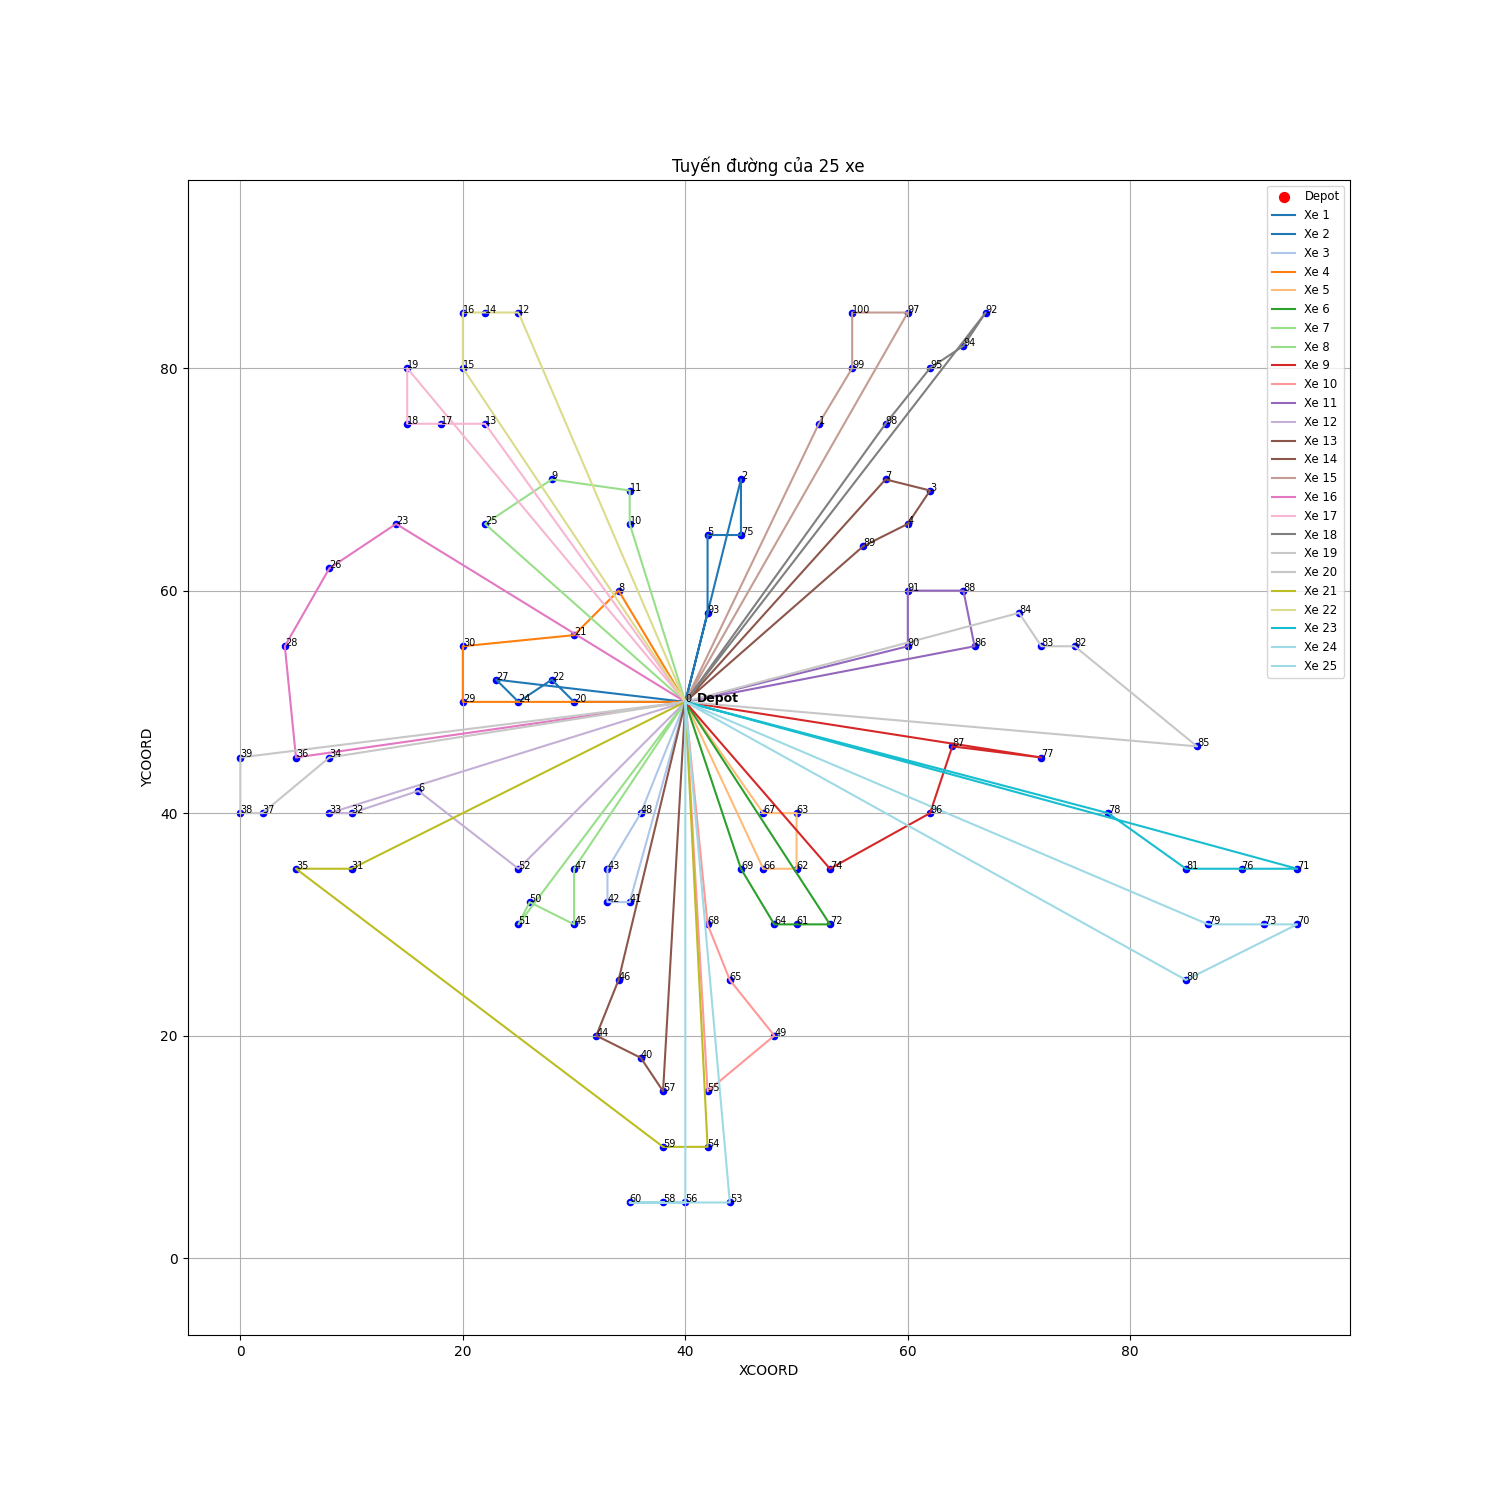 Tuyến đường của 25 xe
Depot
Xe 1
Xe 2
Xe 3
Xe 4
Xe 5
Xe 6
Xe 7
Xe 8
Xe 9
Xe 10
Xe 11
Xe 12
Xe 13
Xe 14
Xe 15
Xe 16
Xe 17
Xe 18
Xe 19
Xe 20
Xe 21
Xe 22
Xe 23
Xe 24
Xe 25
16 14 12 100 97 92
94
19 15 99 95
80
1
18 17 13 98
9 2 7
11 3
23 25 10 4
5 75
89
26
8 91 88
60
93 84
21
28 30 90 86 83 82
27 22
29 24 20 0 Depot
87 85
39 36 34 77
6
38 37 33 32 48 67 63 96 78
40
35 31 52 47 43 69 66 62 74 81 76 71
50 42 41
51 45 68 64 61 72 79 73 70
46 65 80
44 49
20
40
57 55
59 54
60 58 56 53
0
0 20 40 60 80
XCOORD
YCOORD